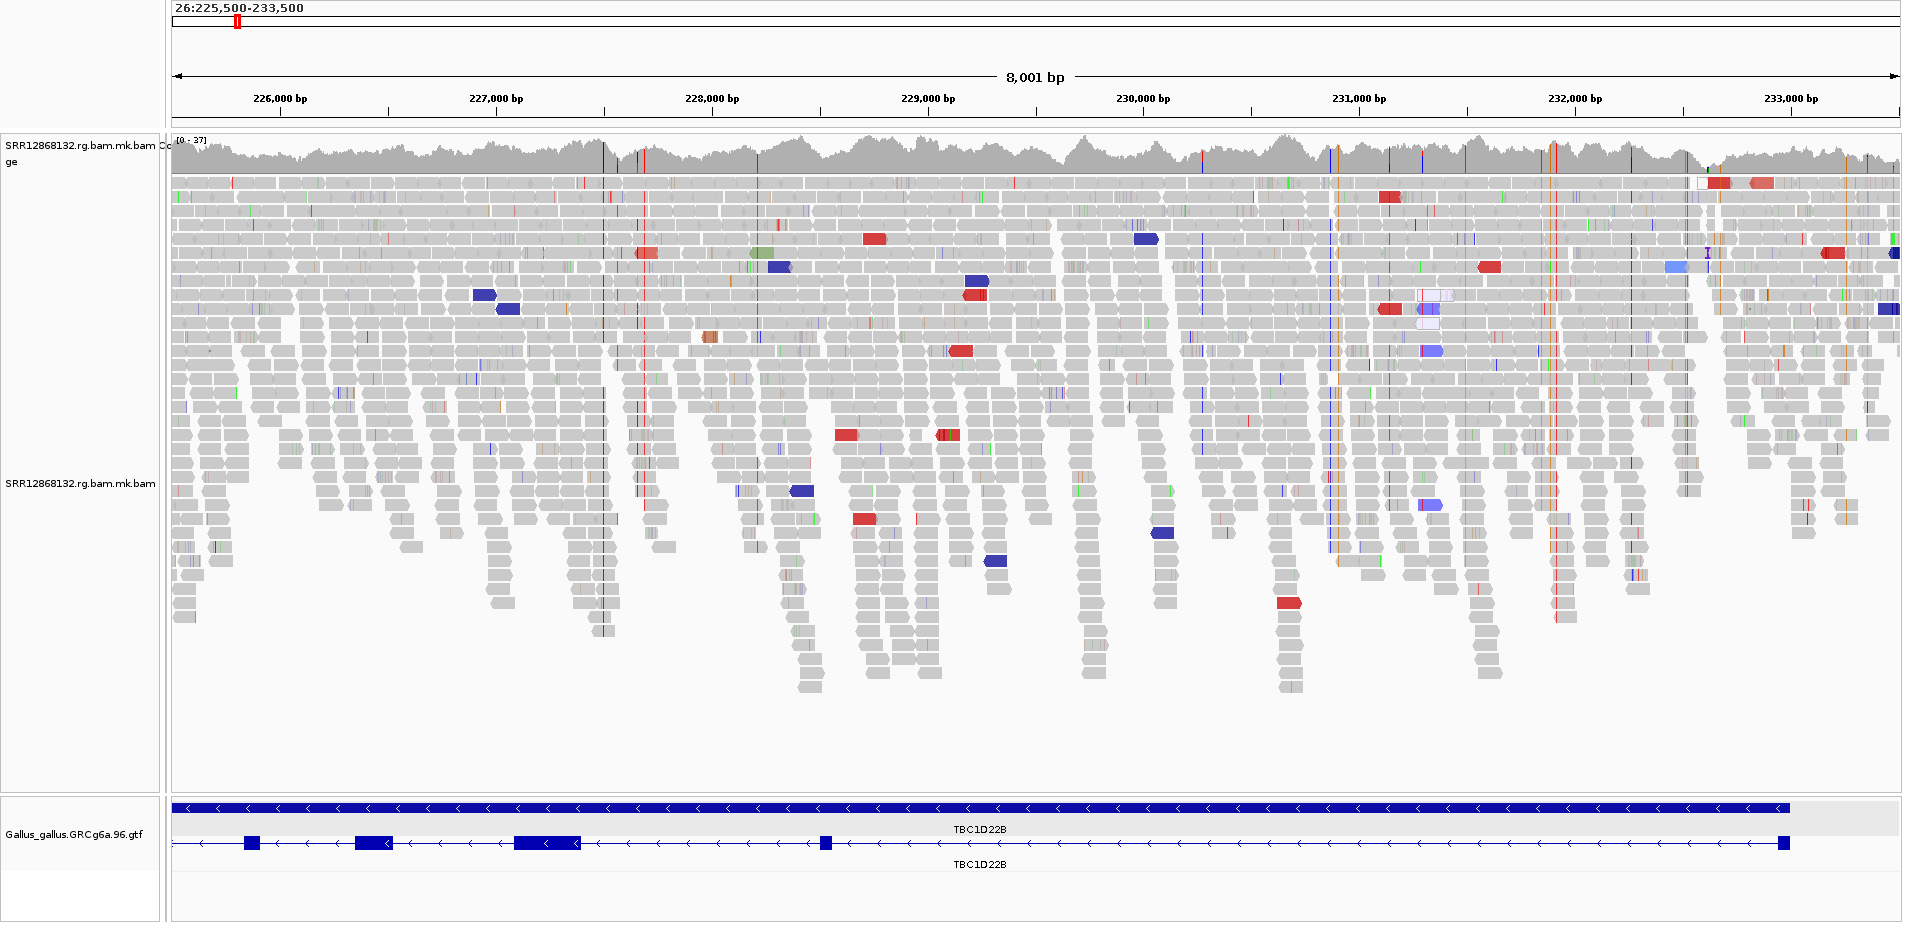 26:225,500-233,500
8,001 bp
226,000 bp 227,000 bp 228,000 bp 229,000 bp 230,000 bp 231,000 bp 232,000 bp 233,000 bp
SRR12868132.rg.bam.mk.bam Co
ge
[0 - 37]
SRR12868132.rg.bam.mk.bam
Gallus_gallus.GRCg6a.96.gtf
TBC1D22B
TBC1D22B